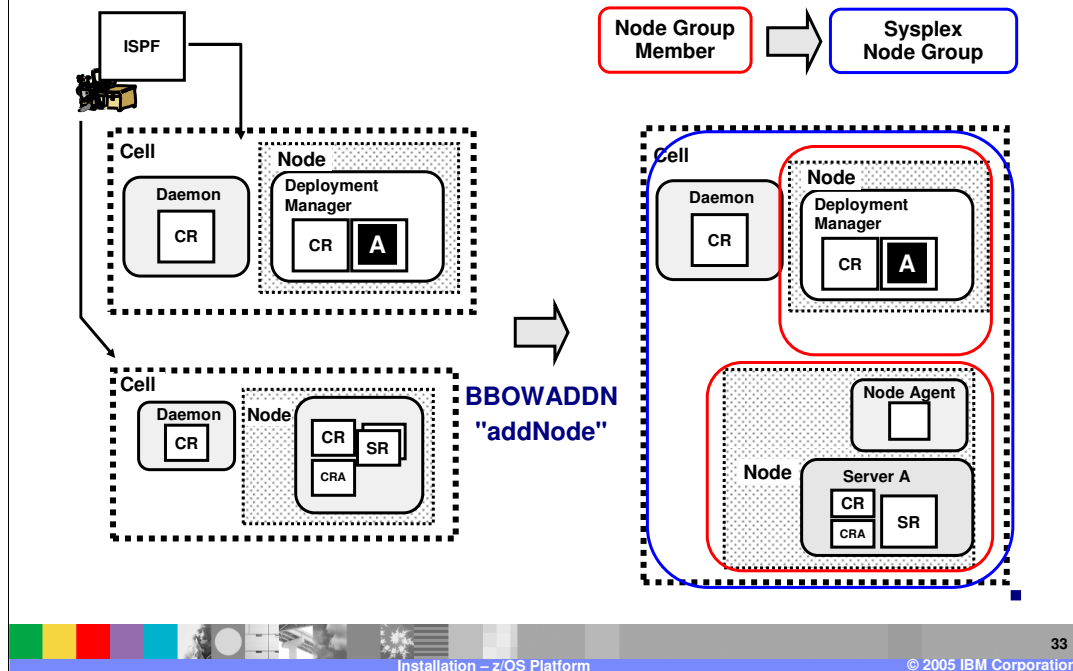 ISPF
Node Group
Member
Sysplex
Node Group
Cell
Node
Daemon
CR
Deployment
Manager
CR
A
Cell
Daemon
CR
Node
CR
SR
CRA
BBOWADDN
"addNode"
Cell
Daemon
CR
Node
Deployment
Manager
CR
A
Node Agent
Node
Server A
CR
CRA
SR
33
Installation – z/OS Platform
© 2005 IBM Corporation